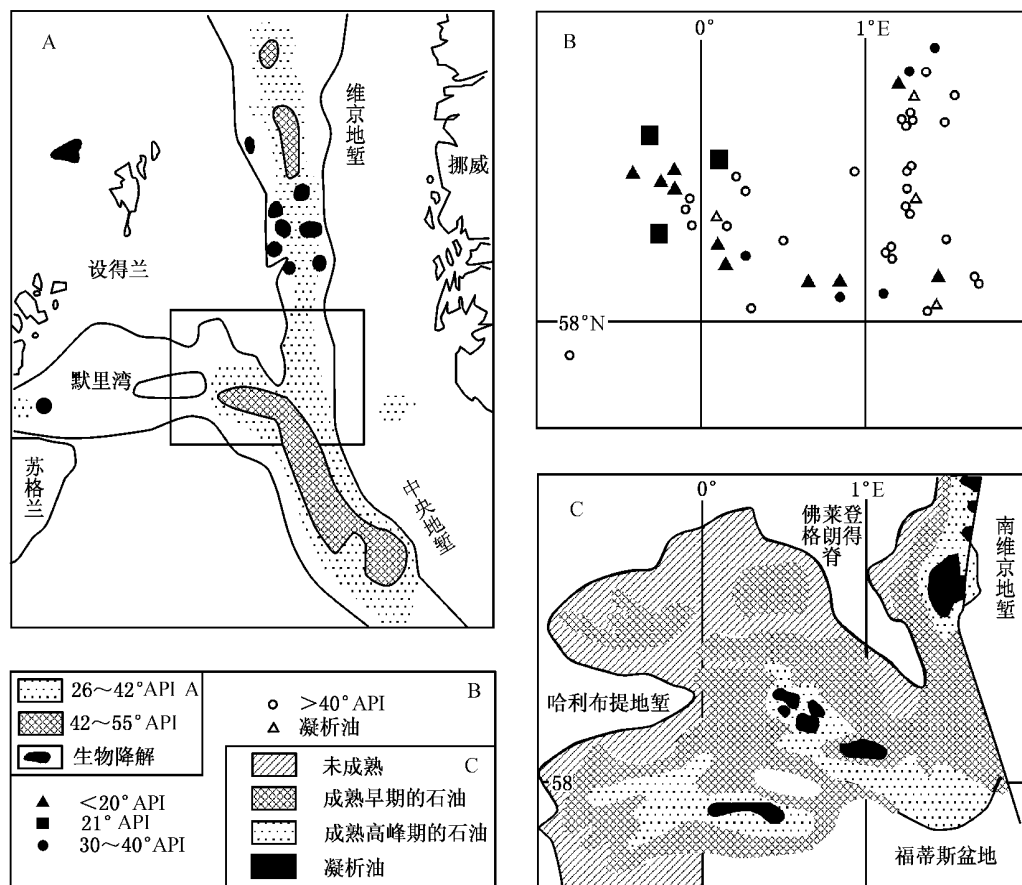 A
维京地堑
挪威
设得兰
默里湾
苏格兰
中央地堑
B
0°
1°E
58°N
C
0°
1°E
佛莱登
格朗得
脊
南维京地堑
哈利布提地堑
58
福蒂斯盆地
26～42°API A
42～55°API
生物降解
<20°API
21°API
30～40°API
B
>40°API
凝析油
C
未成熟
成熟早期的石油
成熟高峰期的石油
凝析油